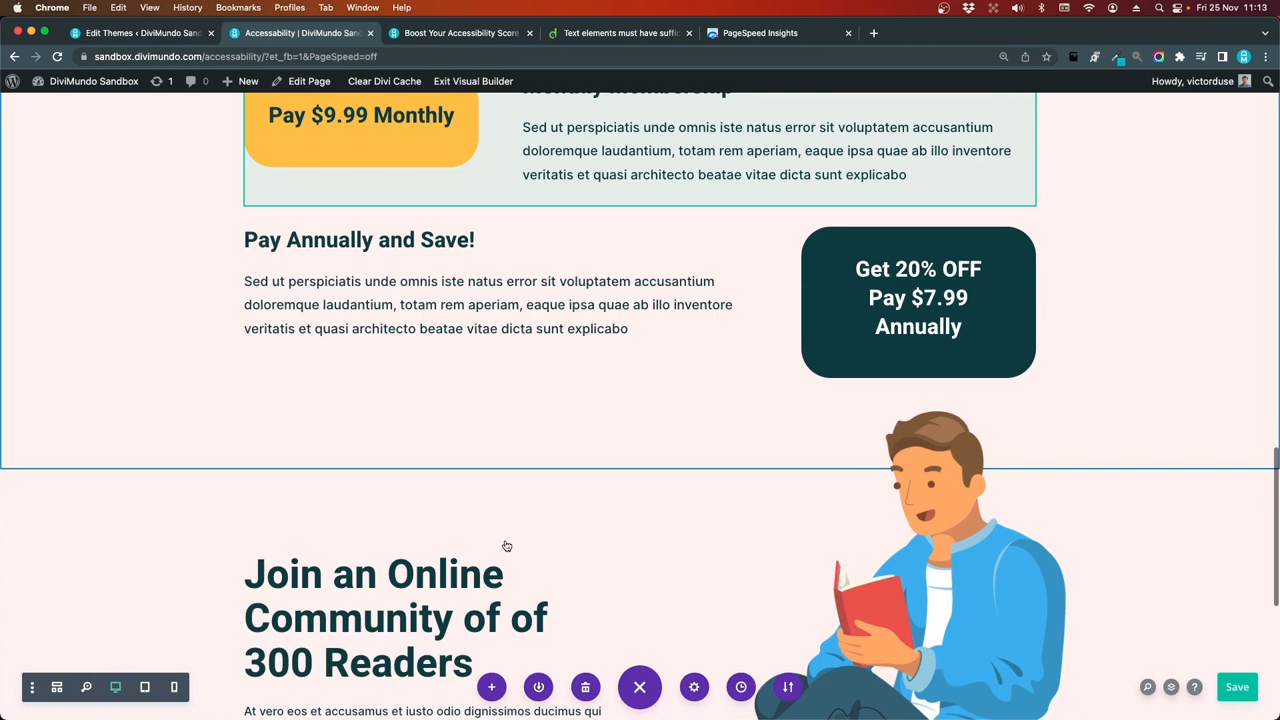 Chrome File Edit View History Bookmarks Profiles Tab Window Help Fri 25 Nov 11:13
Edit Themes ‹ DiviMundo Sand
Accessability | DiviMundo San
Boost Your Accessibility Score
Text elements must have suffic
PageSpeed Insights
sandbox.divimundo.com/accessability/?et_fb=1&PageSpeed=off
DiviMundo Sandbox 1 0 New Edit Page Clear Divi Cache Exit Visual Builder Howdy, victorduse
Pay $9.99 Monthly
Sed ut perspiciatis unde omnis iste natus error sit voluptatem accusantium
doloremque laudantium, totam rem aperiam, eaque ipsa quae ab illo inventore
veritatis et quasi architecto beatae vitae dicta sunt explicabo
Pay Annually and Save!
Sed ut perspiciatis unde omnis iste natus error sit voluptatem accusantium
doloremque laudantium, totam rem aperiam, eaque ipsa quae ab illo inventore
veritatis et quasi architecto beatae vitae dicta sunt explicabo
Get 20% OFF
Pay $7.99
Annually
Join an Online
Community of of
300 Readers
At vero eos et accusamus et iusto odio dignissimos ducimus qui
Save